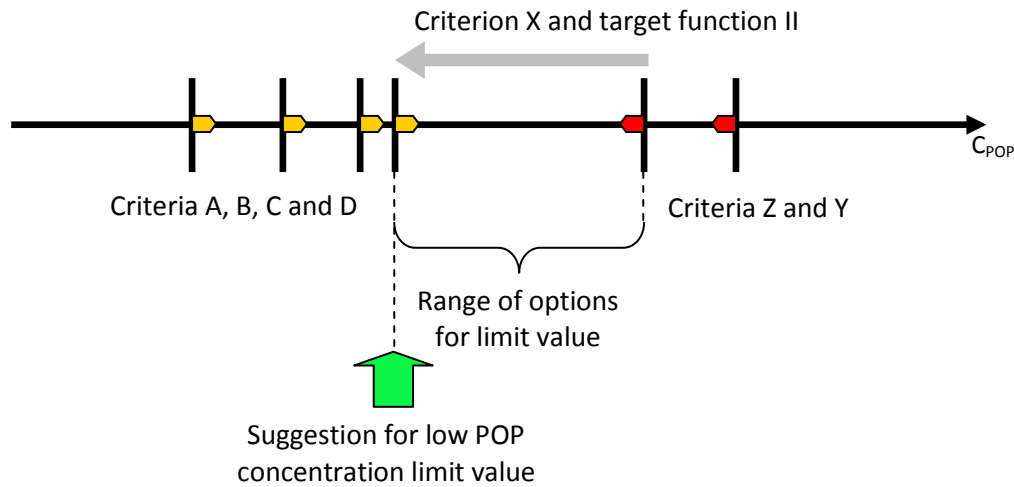 Criterion X and target function II
C_POP
Criteria A, B, C and D
Criteria Z and Y
Range of options
for limit value
Suggestion for low POP
concentration limit value